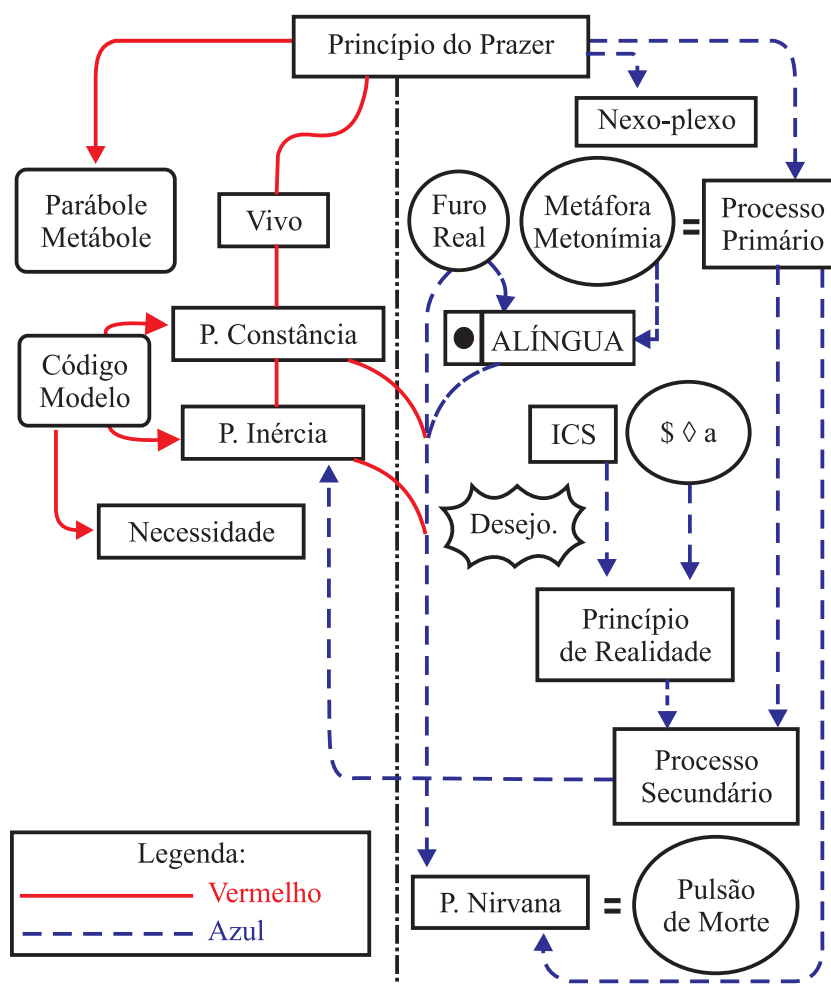 Princípio do Prazer
Nexo-plexo
Parábole
Metábole
Vivo
Furo
Real
Metáfora
Metonímia
=
Processo
Primário
P. Constância
ALÍNGUA
Código
Modelo
P. Inércia
ICS
$ ◊ a
Necessidade
Desejo.
Princípio
de Realidade
Processo
Secundário
Legenda:
Vermelho
Azul
P. Nirvana
=
Pulsão
de Morte